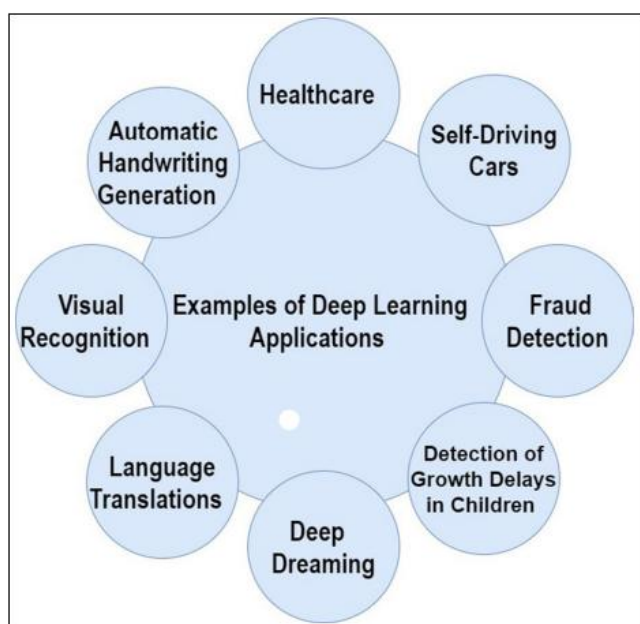 Healthcare
Self-Driving
Cars
Fraud
Detection
Detection of
Growth Delays
in Children
Deep
Dreaming
Language
Translations
Visual
Recognition
Automatic
Handwriting
Generation
Examples of Deep Learning
Applications